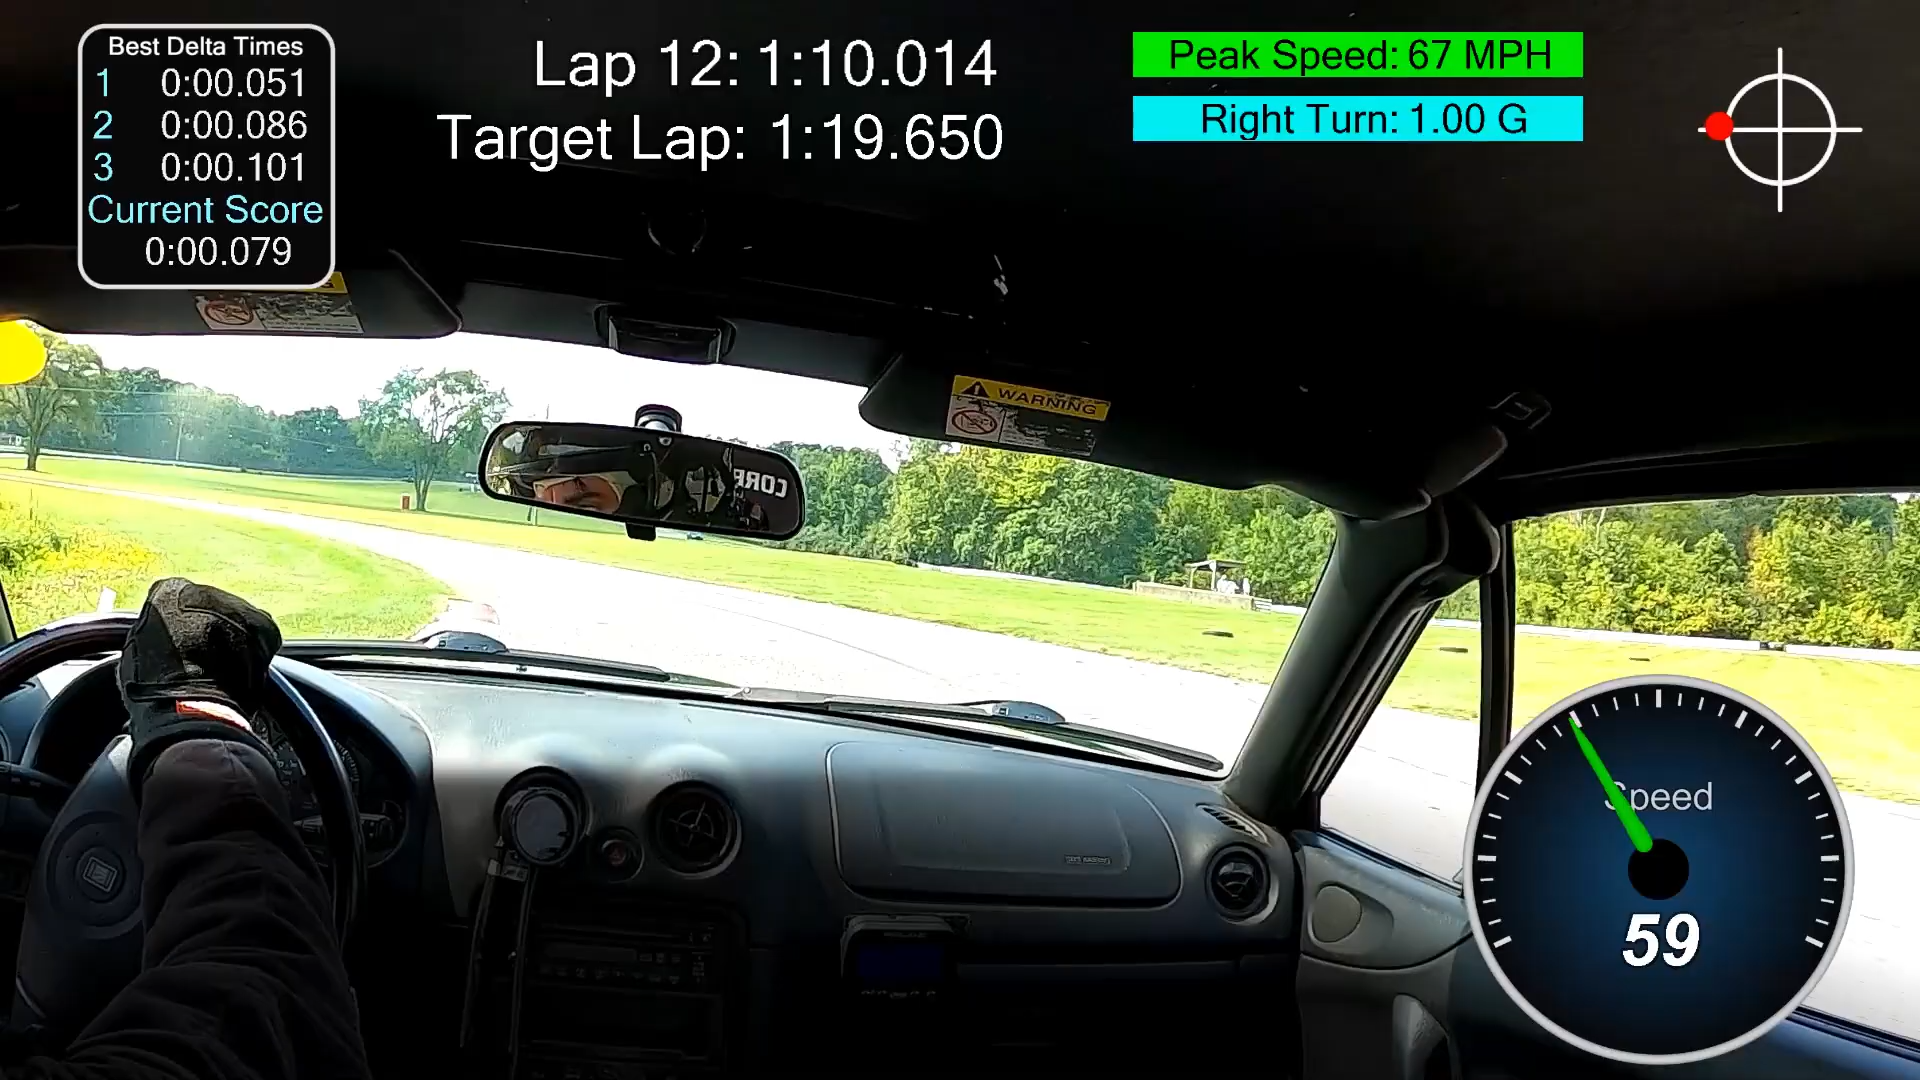 Best Delta Times
1 0:00.051
2 0:00.086
3 0:00.101
Current Score
0:00.079
Lap 12: 1:10.014
Target Lap: 1:19.650
Peak Speed: 67 MPH
Right Turn: 1.00 G
WARNING
CORE
Speed
59